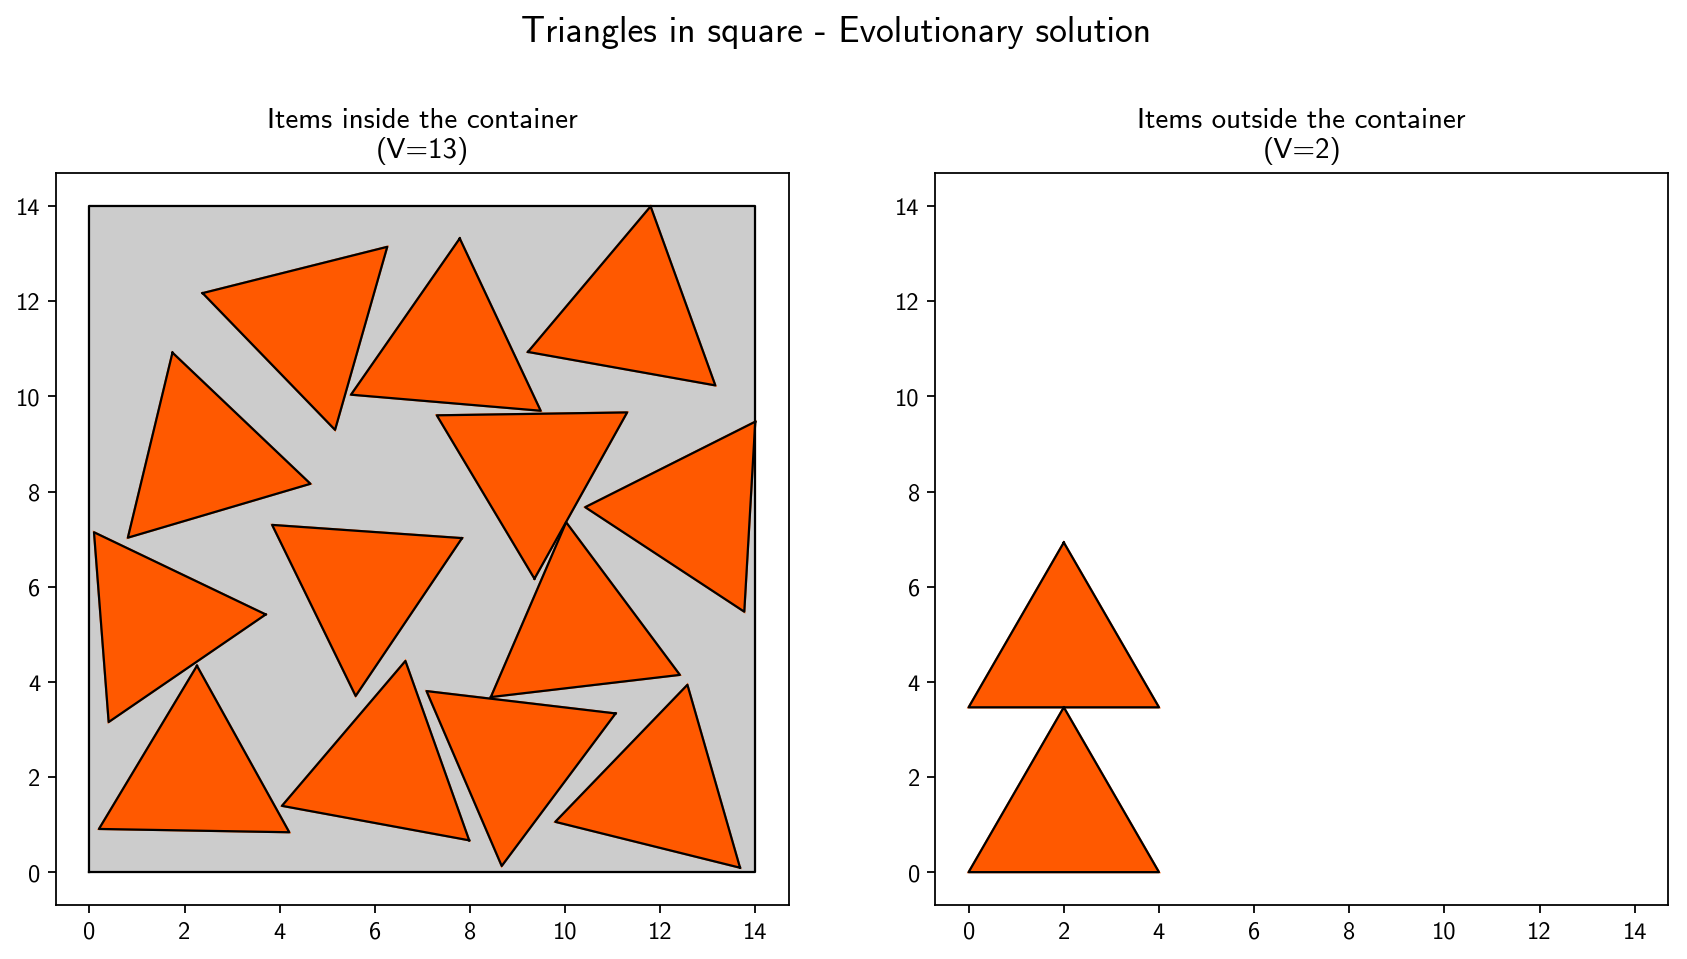 Triangles in square - Evolutionary solution
Items inside the container
(V=13)
14
12
10
8
6
4
2
0
0 2 4 6 8 10 12 14
Items outside the container
(V=2)
14
12
10
8
6
4
2
0
0 2 4 6 8 10 12 14